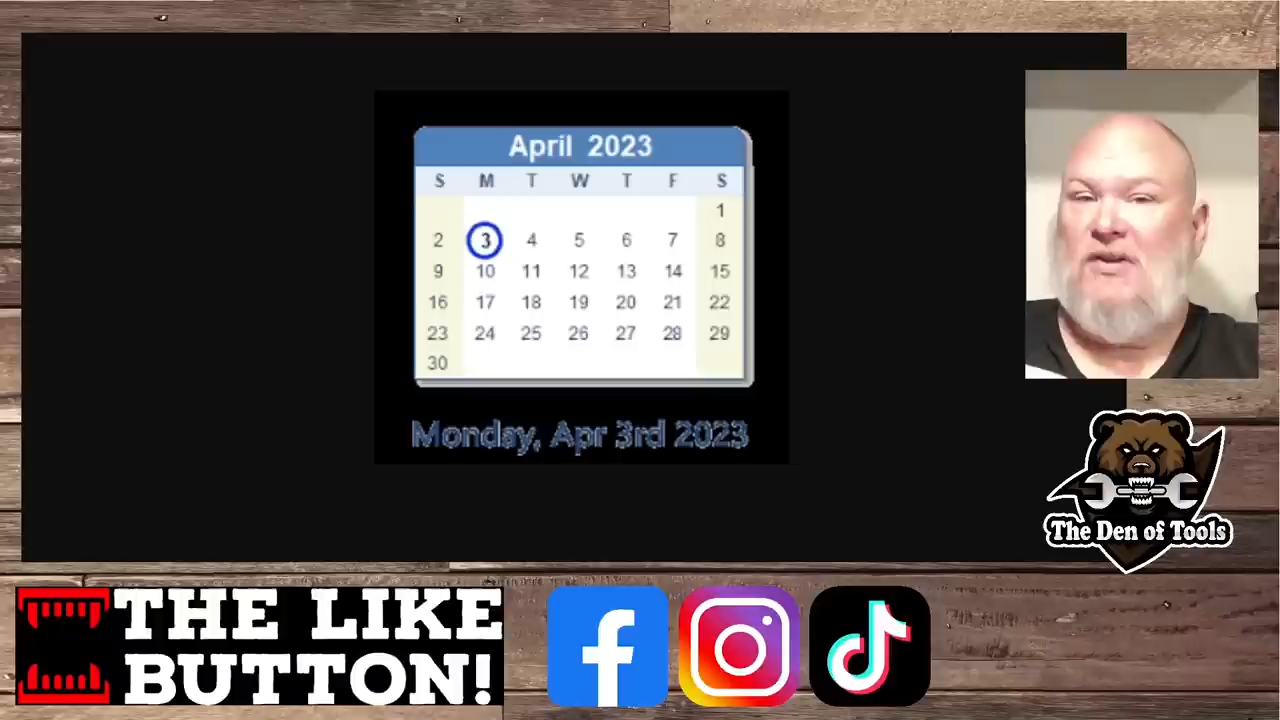 April 2023
S M T W T F S
1
2 3 4 5 6 7 8
9 10 11 12 13 14 15
16 17 18 19 20 21 22
23 24 25 26 27 28 29
30
Monday, Apr 3rd 2023
The Den of Tools
THE LIKE
BUTTON!